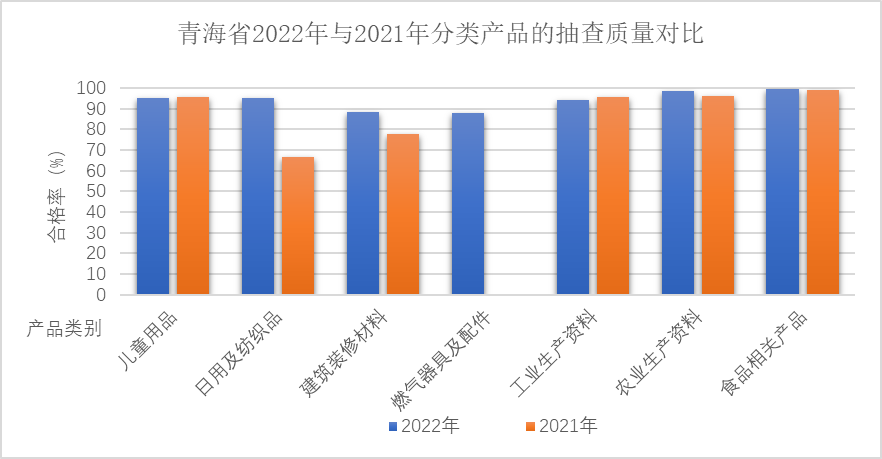 青海省2022年与2021年分类产品的抽查质量对比
合格率（%）
100
90
80
70
60
50
40
30
20
10
0
产品类别
儿童用品
日用及纺织品
建筑装修材料
燃气器具及配件
工业生产资料
农业生产资料
食品相关产品
2022年
2021年